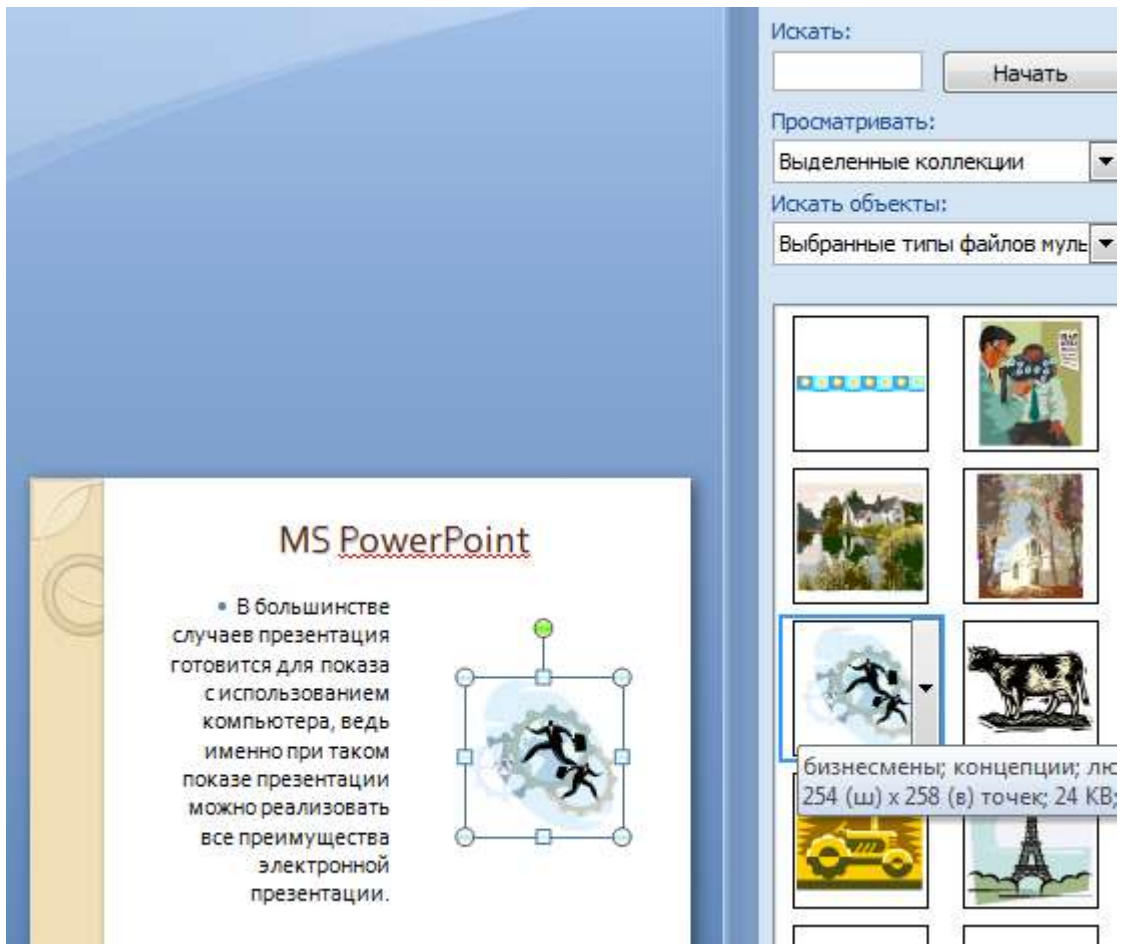 Искать:
Начать
Просматривать:
Выделенные коллекции
Искать объекты:
Выбранные типы файлов муль
MS PowerPoint
• В большинстве
случаев презентация
готовится для показа
с использованием
компьютера, ведь
именно при таком
показе презентации
можно реализовать
все преимущества
электронной
презентации.
бизнесмены; концепции; лю
254 (ш) x 258 (в) точек; 24 KB;